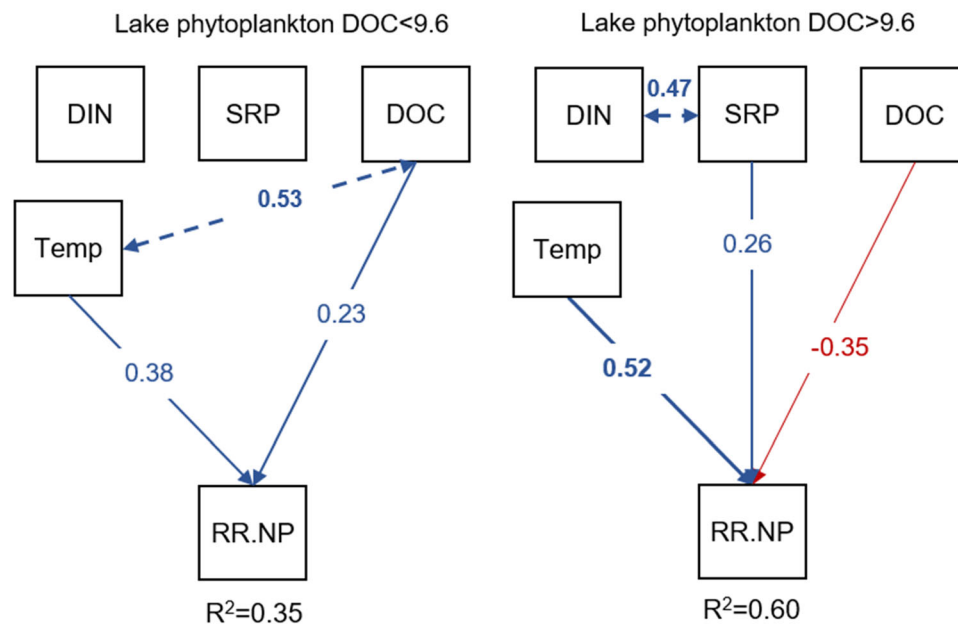 Lake phytoplankton DOC<9.6
DIN
SRP
DOC
0.53
Temp
0.23
0.38
RR.NP
R²=0.35
Lake phytoplankton DOC>9.6
DIN
0.47
SRP
DOC
Temp
0.26
-0.35
0.52
RR.NP
R²=0.60